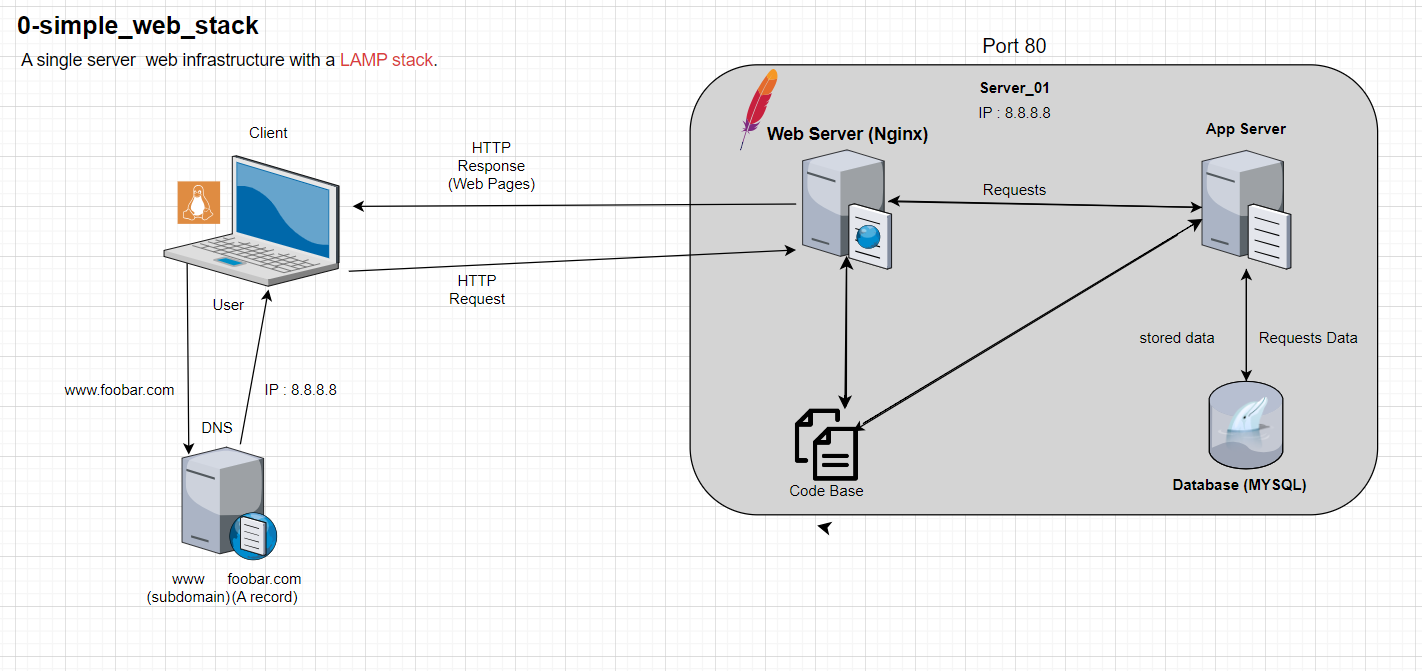 0-simple_web_stack
A single server  web infrastructure with a LAMP stack.
Port 80
Server_01
IP : 8.8.8.8
Client
HTTP
Response
(Web Pages)
Web Server (Nginx)
App Server
Requests
HTTP
Request
User
www.foobar.com
IP : 8.8.8.8
stored data
Requests Data
DNS
Code Base
Database (MYSQL)
www
(subdomain)
foobar.com
(A record)